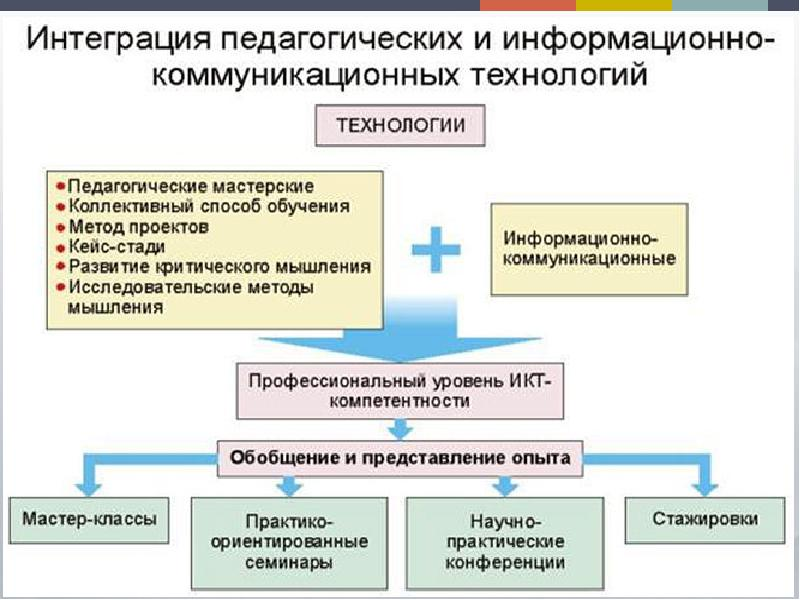 Интеграция педагогических и информационно-
коммуникационных технологий
ТЕХНОЛОГИИ
Педагогические мастерские
Коллективный способ обучения
Метод проектов
Кейс-стади
Развитие критического мышления
Исследовательские методы
мышления
+
Информационно-
коммуникационные
Профессиональный уровень ИКТ-
компетентности
Обобщение и представление опыта
Мастер-классы
Практико-
ориентированные
семинары
Научно-
практические
конференции
Стажировки